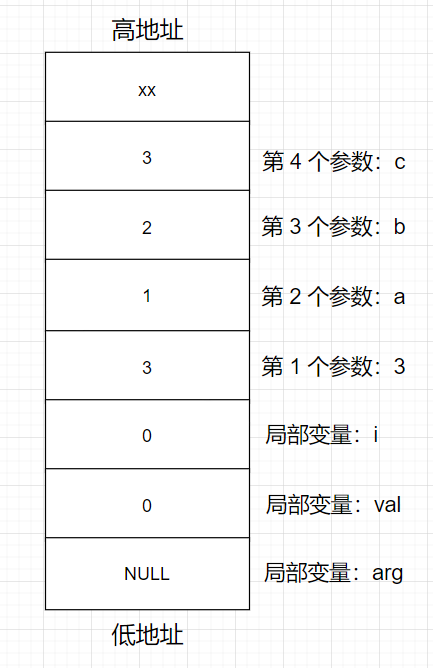 高地址
xx
3 第 4 个参数：c
2 第 3 个参数：b
1 第 2 个参数：a
3 第 1 个参数：3
0 局部变量：i
0 局部变量：val
NULL 局部变量：arg
低地址